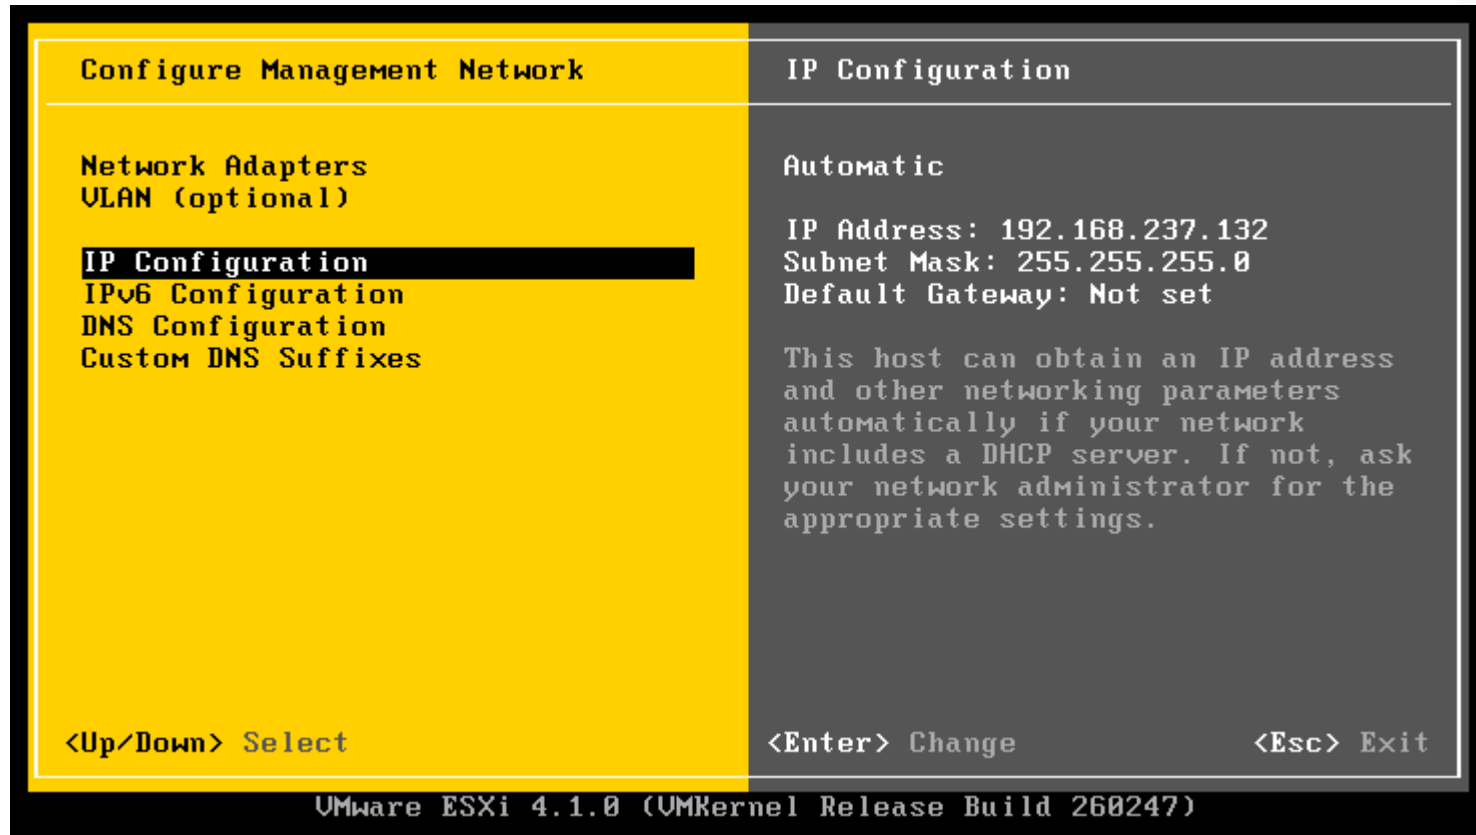 Configure Management Network
Network Adapters
VLAN (optional)
IP Configuration
IPv6 Configuration
DNS Configuration
Custom DNS Suffixes
<Up/Down> Select
IP Configuration
Automatic
IP Address: 192.168.237.132
Subnet Mask: 255.255.255.0
Default Gateway: Not set
This host can obtain an IP address
and other networking parameters
automatically if your network
includes a DHCP server. If not, ask
your network administrator for the
appropriate settings.
<Enter> Change <Esc> Exit
VMware ESXi 4.1.0 (VMKernel Release Build 260247)